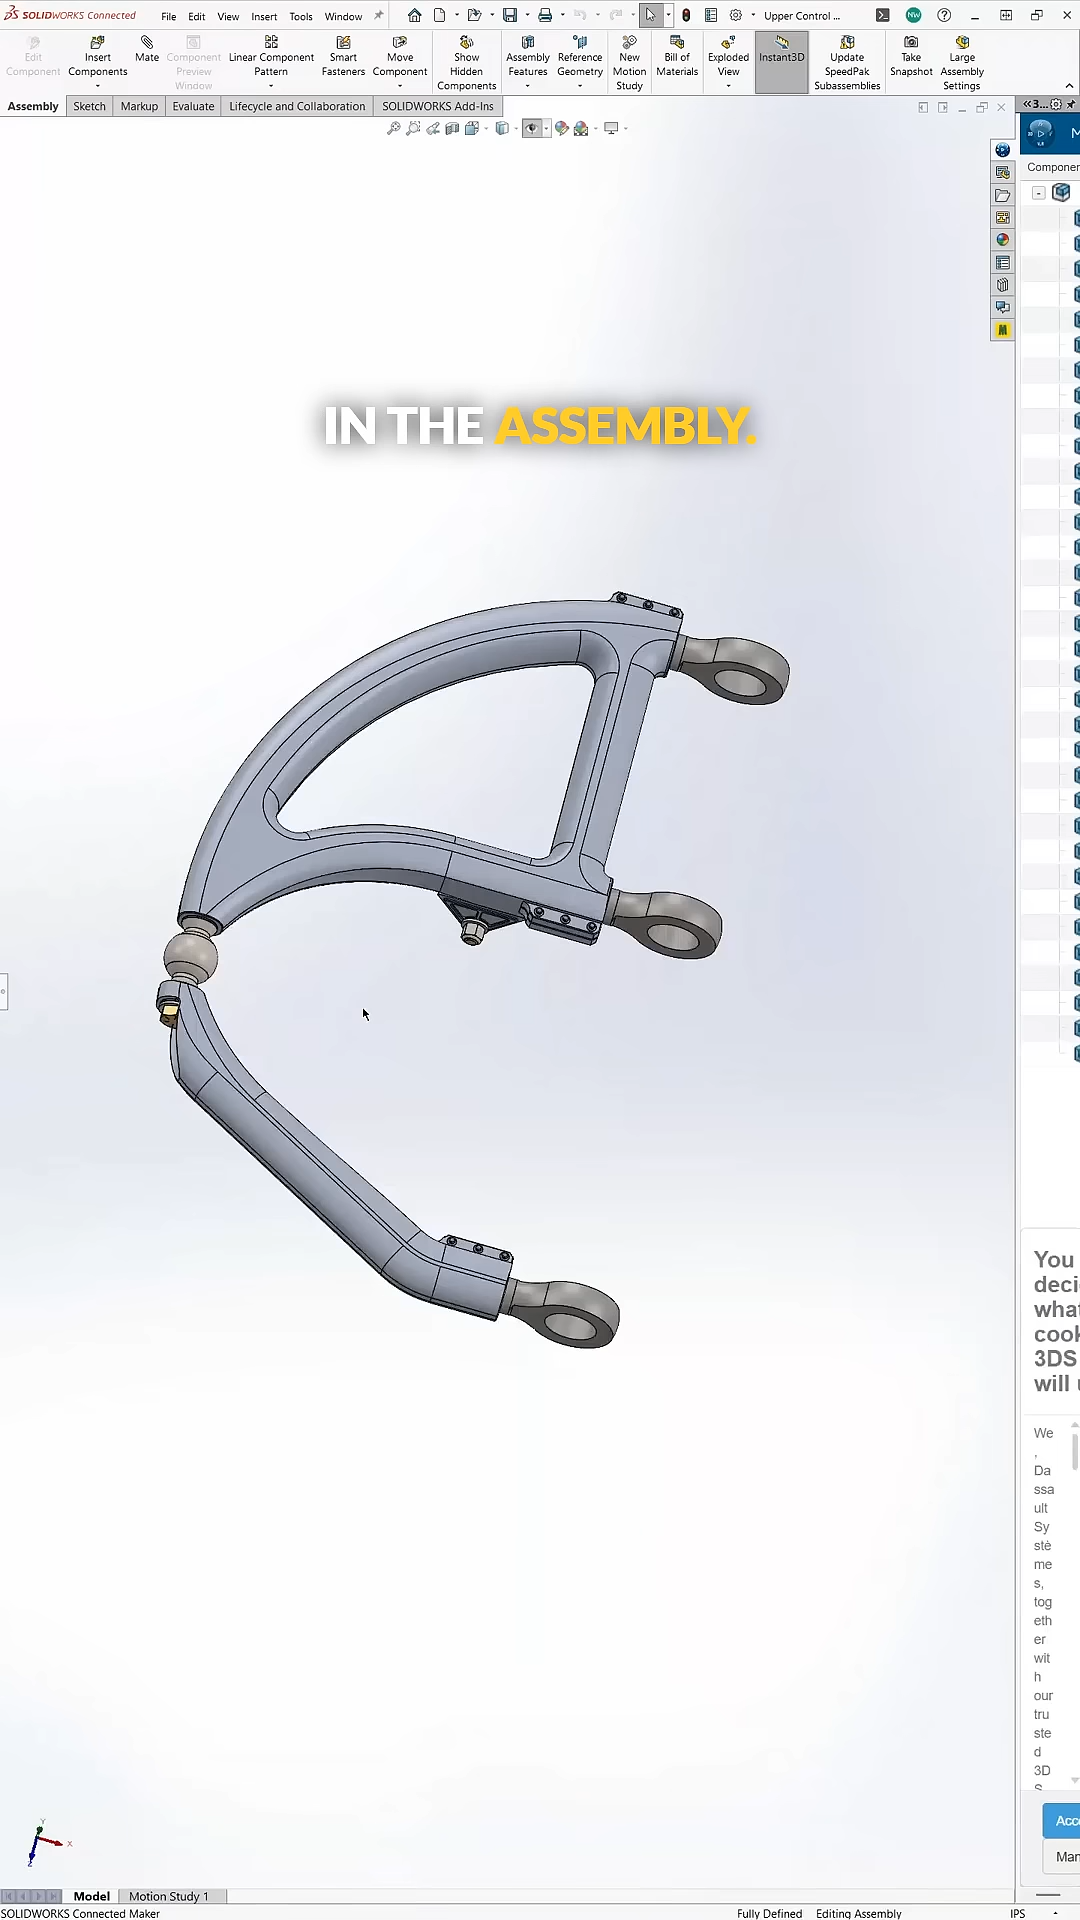 SOLIDWORKS Connected File Edit View Insert Tools Window Upper Control ... NW
Edit Component
Insert Components
Mate
Component Preview Window
Linear Component Pattern
Smart Fasteners
Move Component
Show Hidden Components
Assembly Features
Reference Geometry
New Motion Study
Bill of Materials
Exploded View
Instant3D
Update SpeedPak Subassemblies
Take Snapshot
Large Assembly Settings
Assembly Sketch Markup Evaluate Lifecycle and Collaboration SOLIDWORKS Add-Ins
3...
M
Componen
IN THE ASSEMBLY.
You
deci
what
cook
3DS
will u
We
,
Da
ssa
ult
Sy
stè
me
s,
tog
eth
er
wit
h
our
tru
ste
d
3D
S
Acc
Man
Y
X
Z
Model Motion Study 1
SOLIDWORKS Connected Maker Fully Defined Editing Assembly IPS